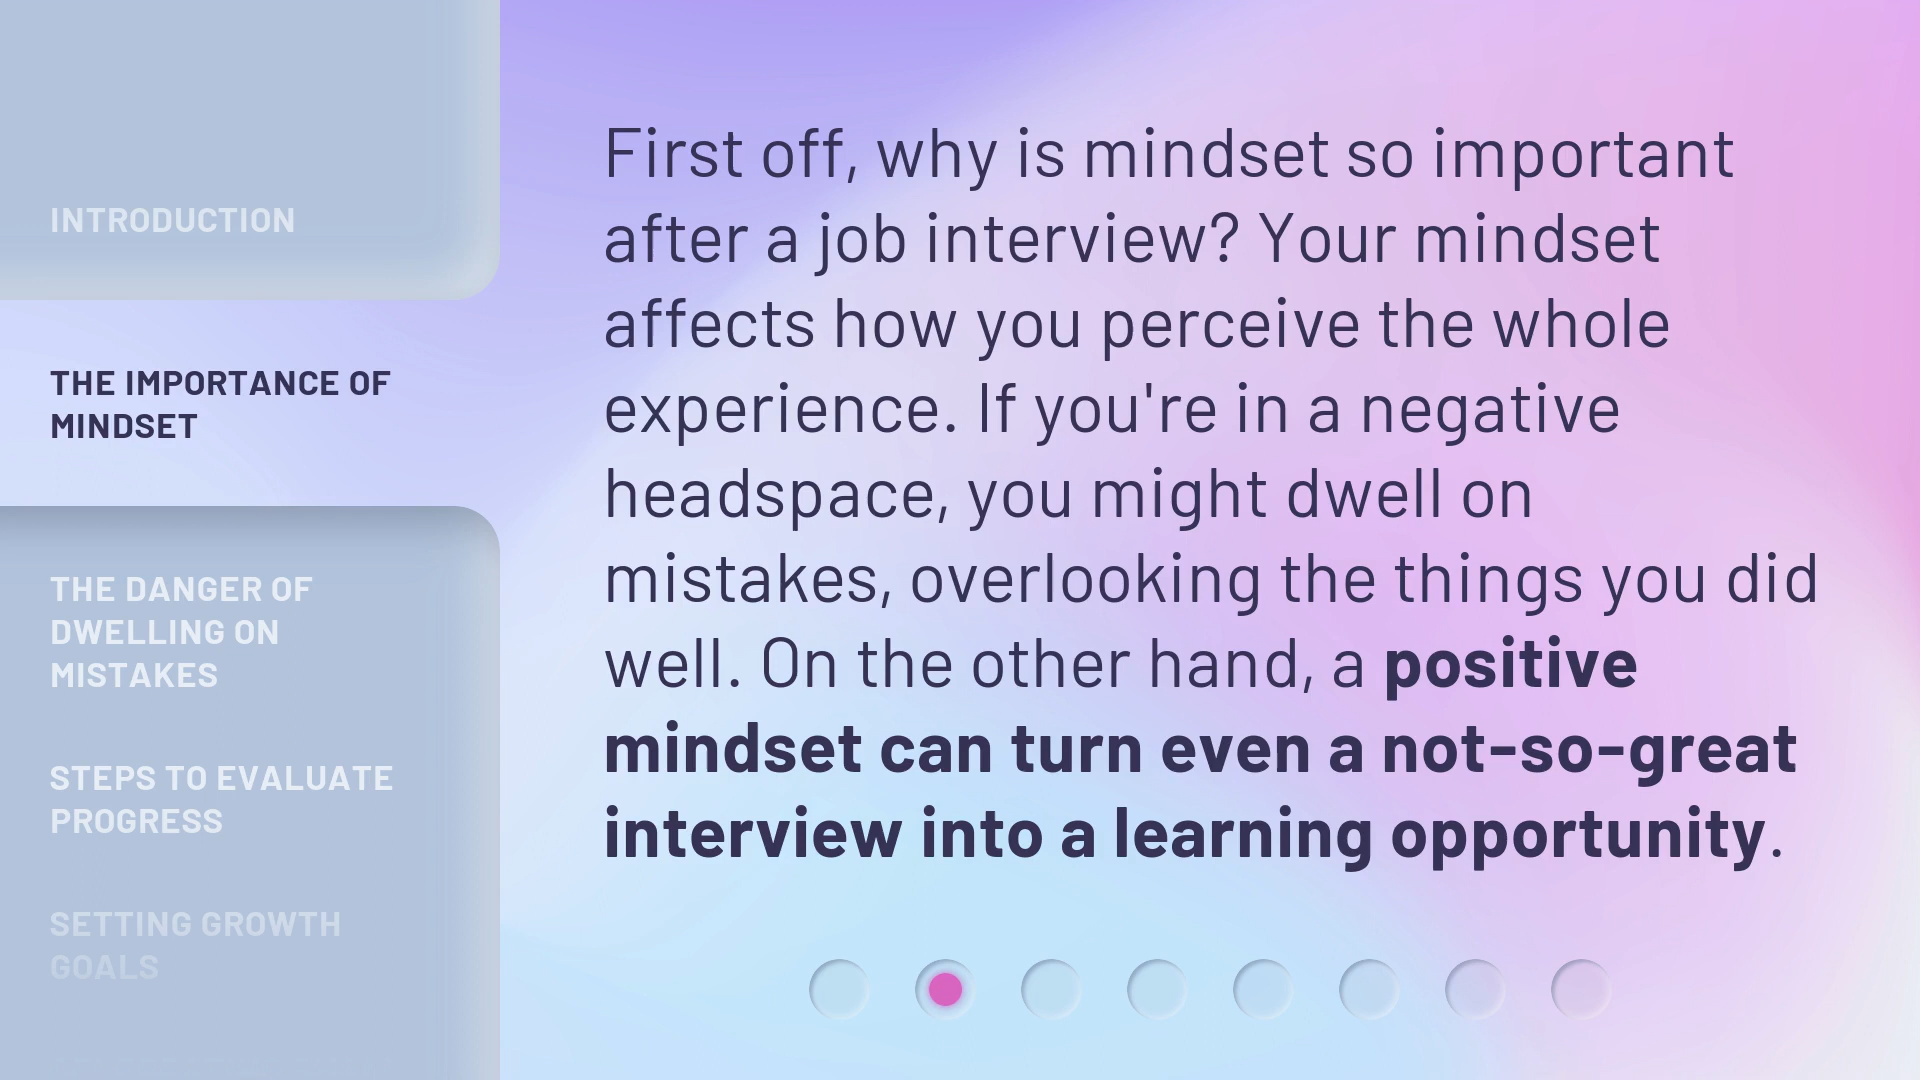 INTRODUCTION
THE IMPORTANCE OF
MINDSET
THE DANGER OF
DWELLING ON
MISTAKES
STEPS TO EVALUATE
PROGRESS
SETTING GROWTH
GOALS
First off, why is mindset so important
after a job interview? Your mindset
affects how you perceive the whole
experience. If you're in a negative
headspace, you might dwell on
mistakes, overlooking the things you did
well. On the other hand, a positive
mindset can turn even a not-so-great
interview into a learning opportunity.